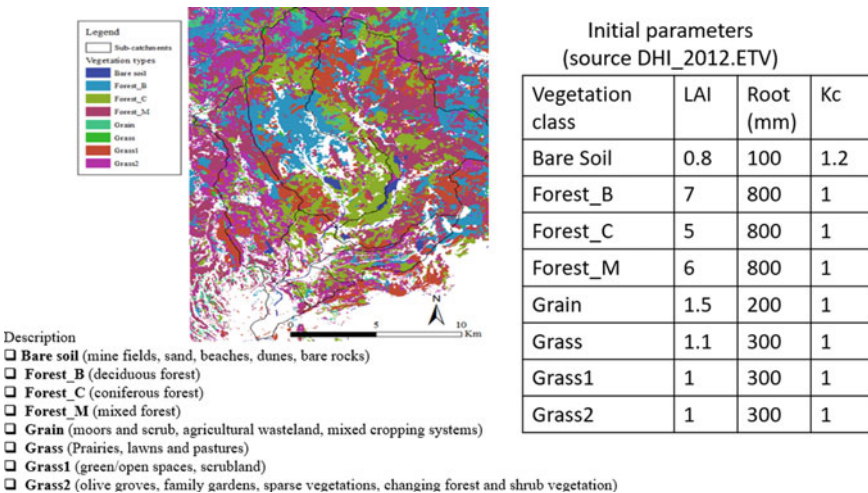 Legend
Sub-catchments
Vegetation types
Bare soil
Forest_B
Forest_C
Forest_M
Grain
Grass
Grass1
Grass2
N
0 5 10
Km
Initial parameters
(source DHI_2012.ETV)
Vegetation class LAI Root (mm) Kc
Bare Soil 0.8 100 1.2
Forest_B 7 800 1
Forest_C 5 800 1
Forest_M 6 800 1
Grain 1.5 200 1
Grass 1.1 300 1
Grass1 1 300 1
Grass2 1 300 1
Description
❑ Bare soil (mine fields, sand, beaches, dunes, bare rocks)
❑ Forest_B (deciduous forest)
❑ Forest_C (coniferous forest)
❑ Forest_M (mixed forest)
❑ Grain (moors and scrub, agricultural wasteland, mixed cropping systems)
❑ Grass (Prairies, lawns and pastures)
❑ Grass1 (green/open spaces, scrubland)
❑ Grass2 (olive groves, family gardens, sparse vegetations, changing forest and shrub vegetation)